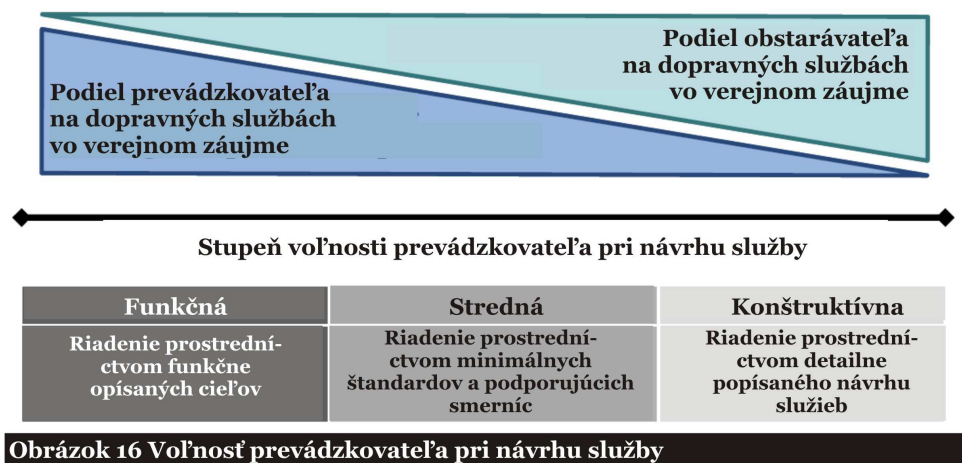 Podiel obstarávateľa
na dopravných službách
vo verejnom záujme
Podiel prevádzkovateľa
na dopravných službách
vo verejnom záujme
Stupeň voľnosti prevádzkovateľa pri návrhu služby
Funkčná
Stredná
Konštruktívna
Riadenie prostrední-
ctvom funkčne
opísaných cieľov
Riadenie prostrední-
ctvom minimálnych
štandardov a podporujúcich
smerníc
Riadenie prostrední-
ctvom detailne
popísaného návrhu
služieb
Obrázok 16 Voľnosť prevádzkovateľa pri návrhu služby